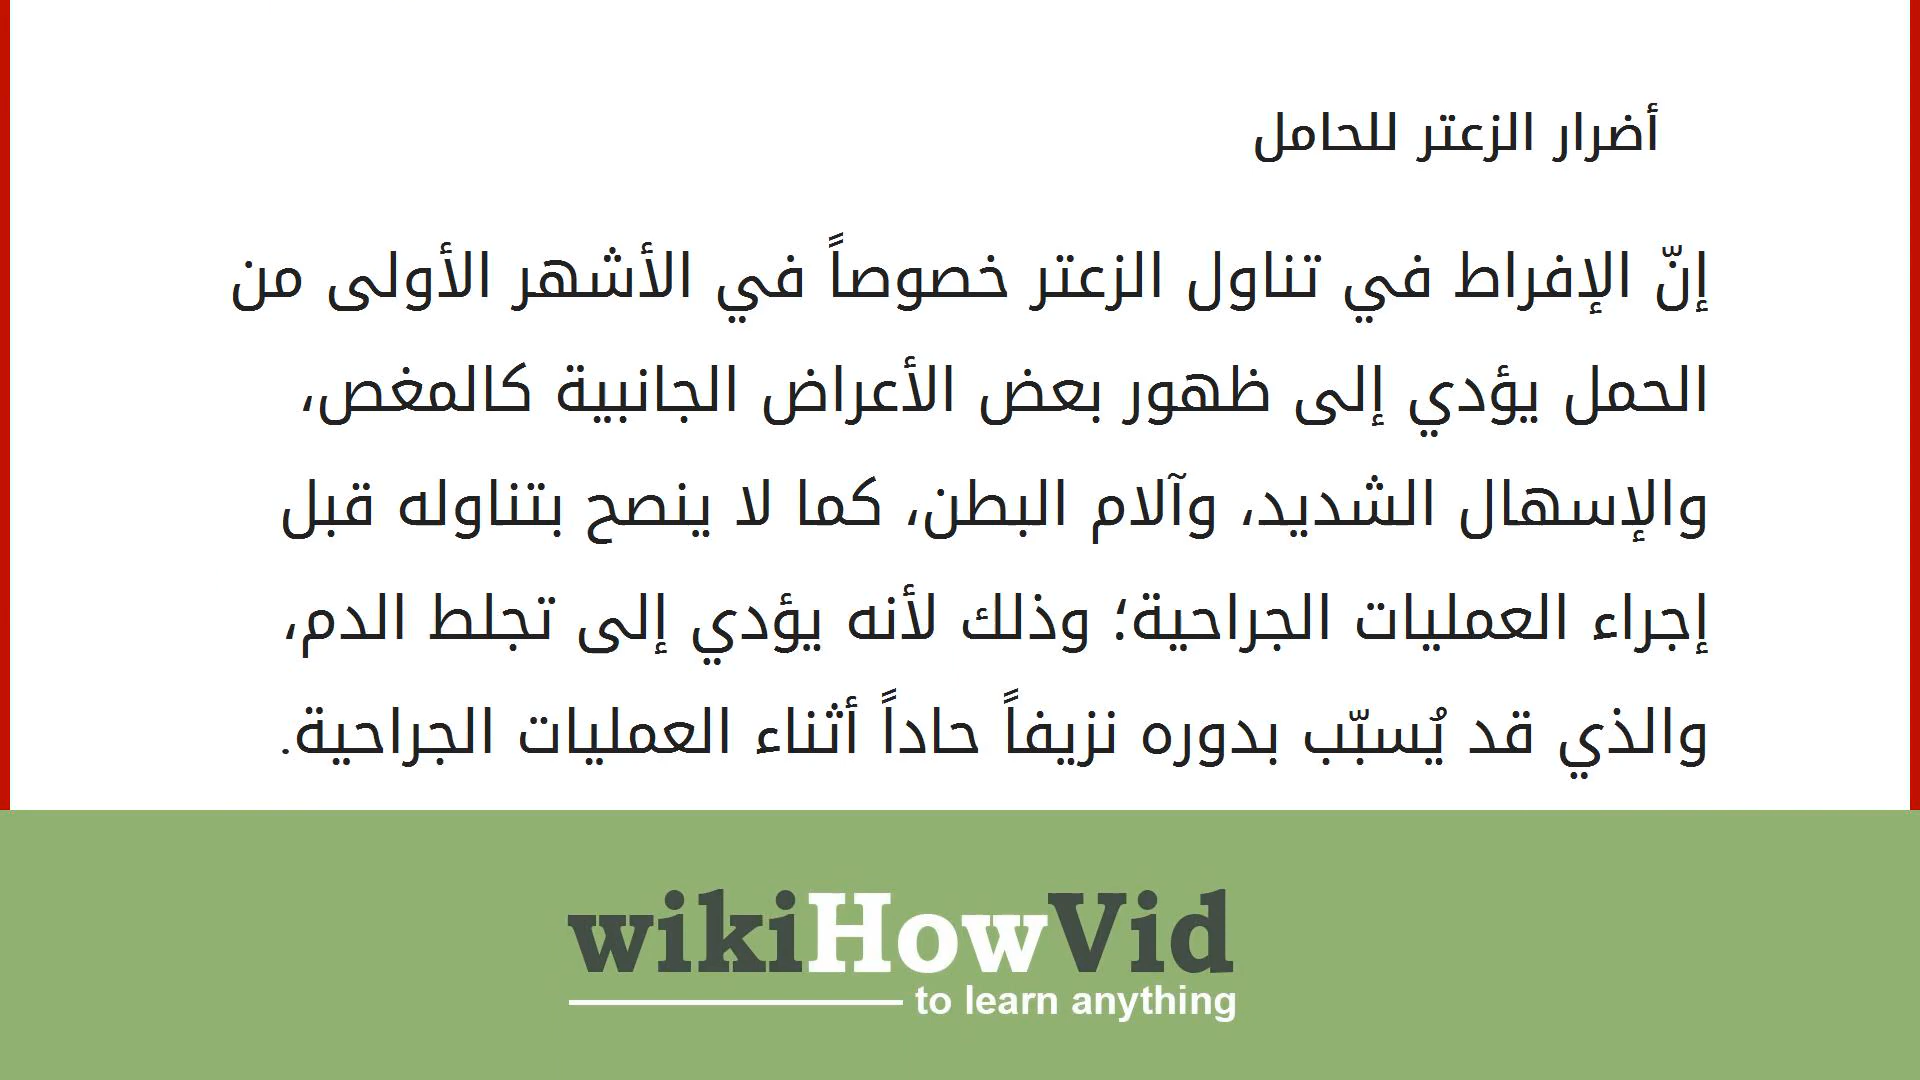 أضرار الزعتر للحامل
إنّ الإفراط في تناول الزعتر خصوصاً في الأشهر الأولى من
الحمل يؤدي إلى ظهور بعض الأعراض الجانبية كالمغص،
والإسهال الشديد، وآلام البطن، كما لا ينصح بتناوله قبل
إجراء العمليات الجراحية؛ وذلك لأنه يؤدي إلى تجلط الدم،
والذي قد يُسبّب بدوره نزيفاً حاداً أثناء العمليات الجراحية.
wikiHowVid
to learn anything